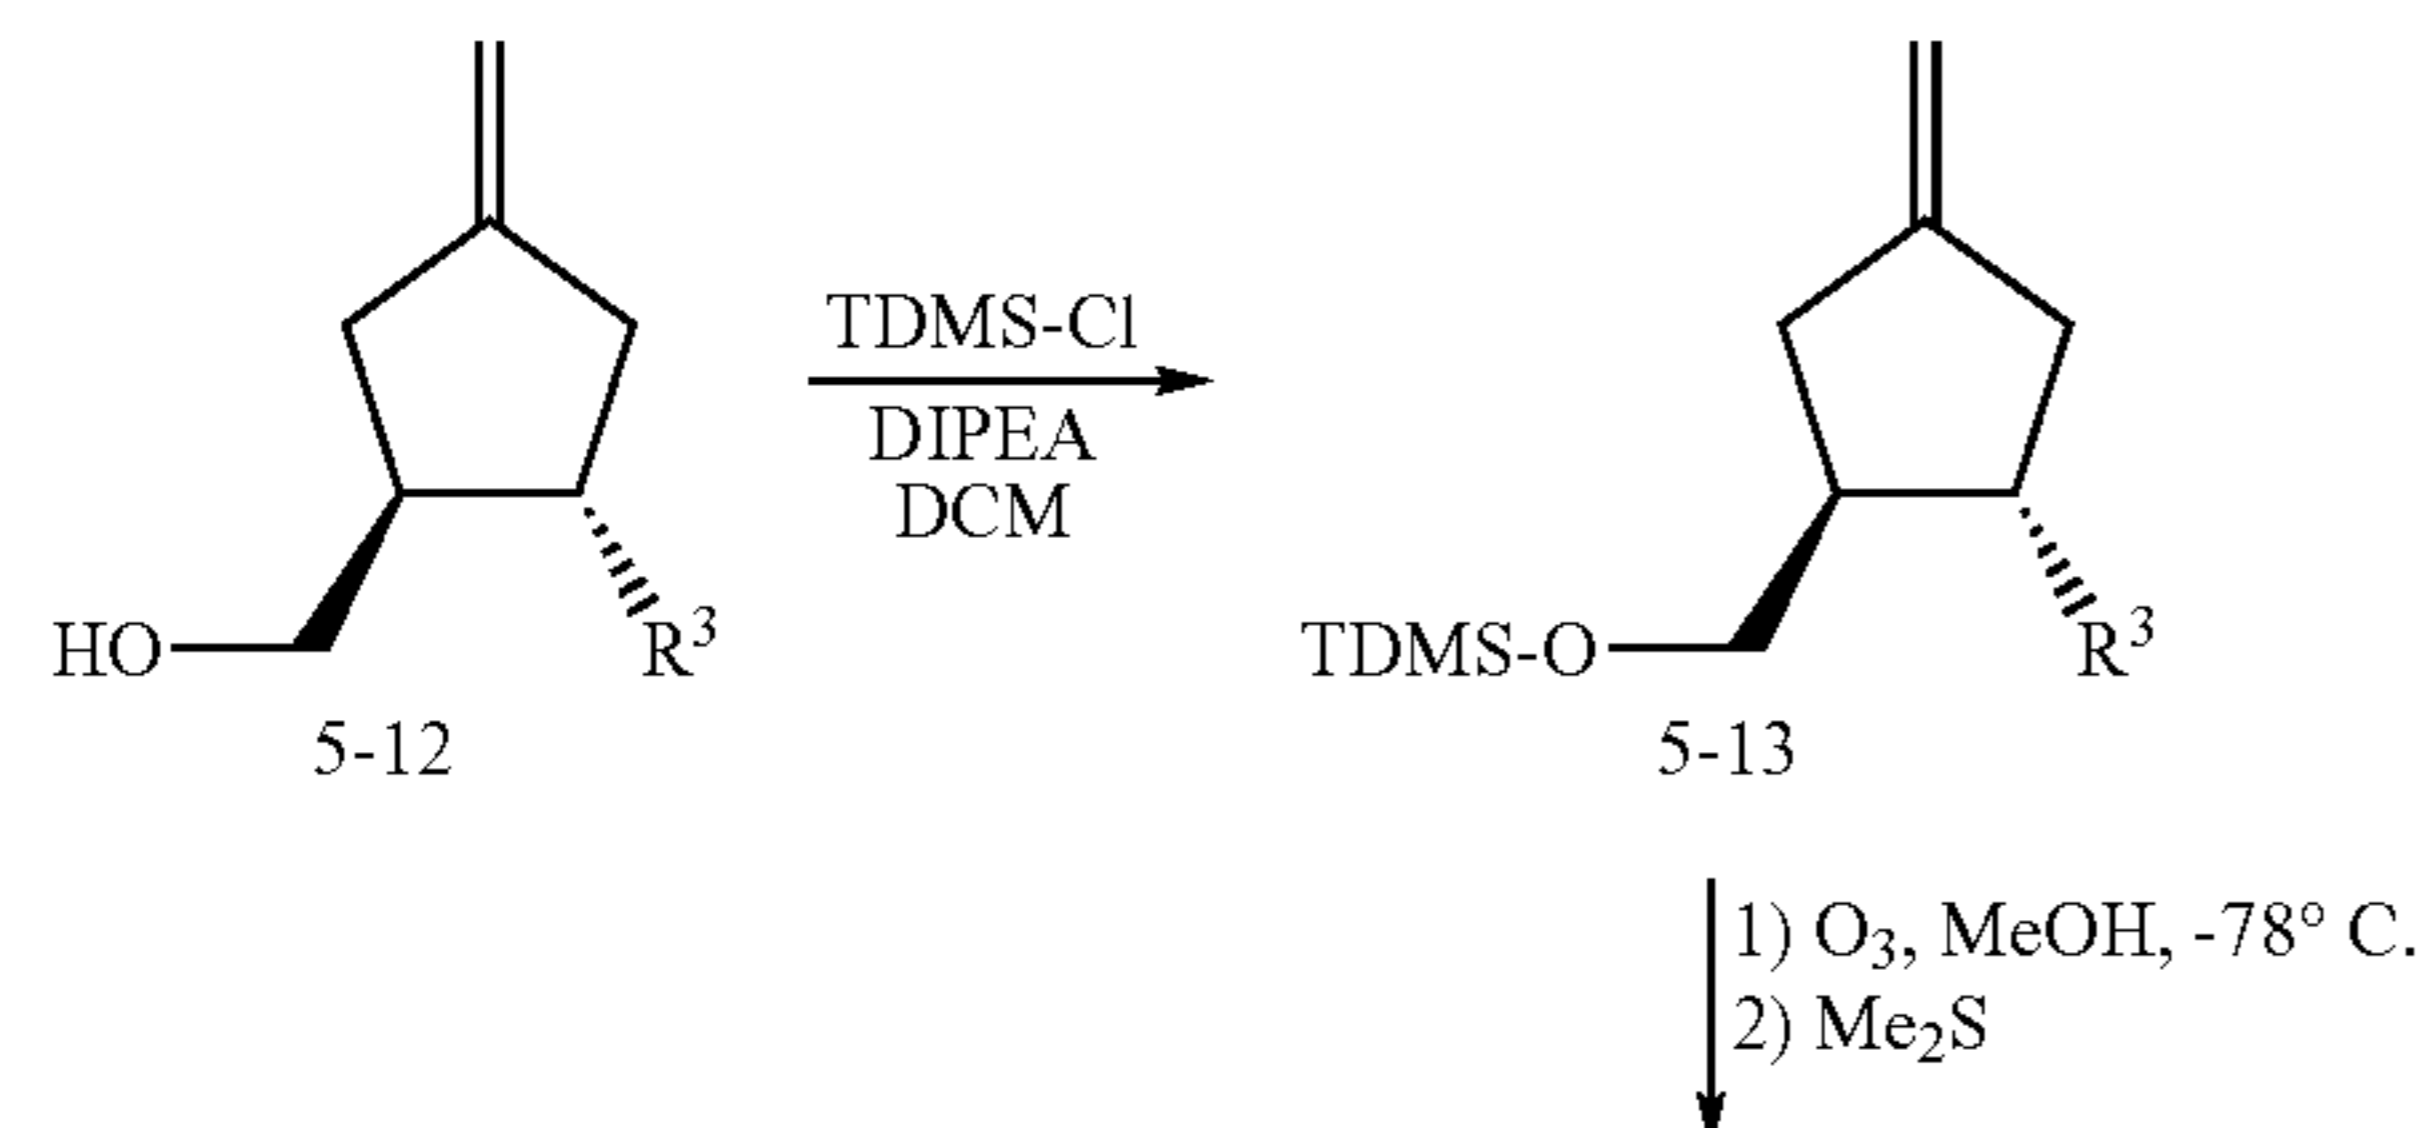 TDMS-Cl
DIPEA
DCM
HO
R³
5-12
TDMS-O
R³
5-13
1) O₃, MeOH, -78° C.
2) Me₂S